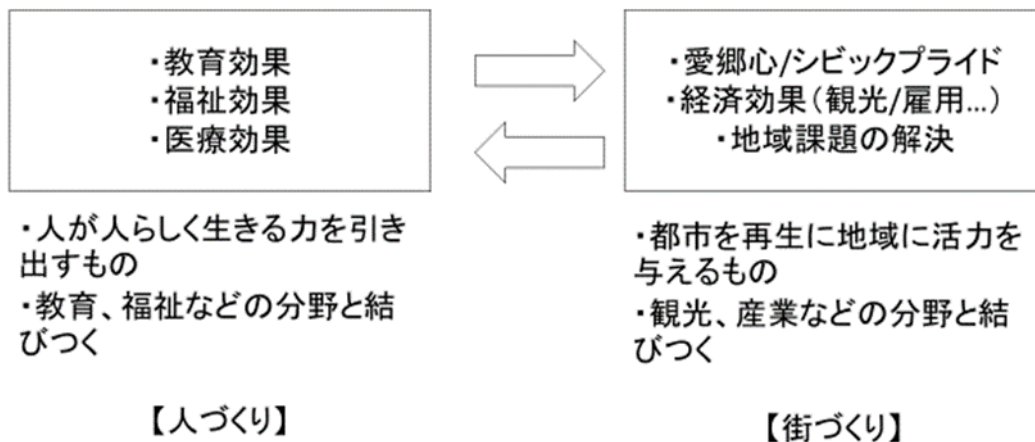 ・教育効果
・福祉効果
・医療効果
・人が人らしく生きる力を引き
出すもの
・教育、福祉などの分野と結
びつく
【人づくり】
・愛郷心/シビックプライド
・経済効果(観光/雇用...)
・地域課題の解決
・都市を再生に地域に活力を
与えるもの
・観光、産業などの分野と結
びつく
【街づくり】